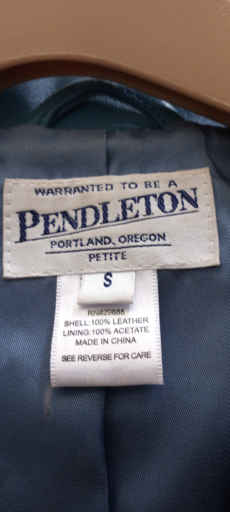 WARRANTED TO BE A
PENDLETON
PORTLAND, OREGON
PETITE
S
SHELL:100% LEATHER
LINING:100% ACETATE
MADE IN CHINA
SEE REVERSE FOR CARE